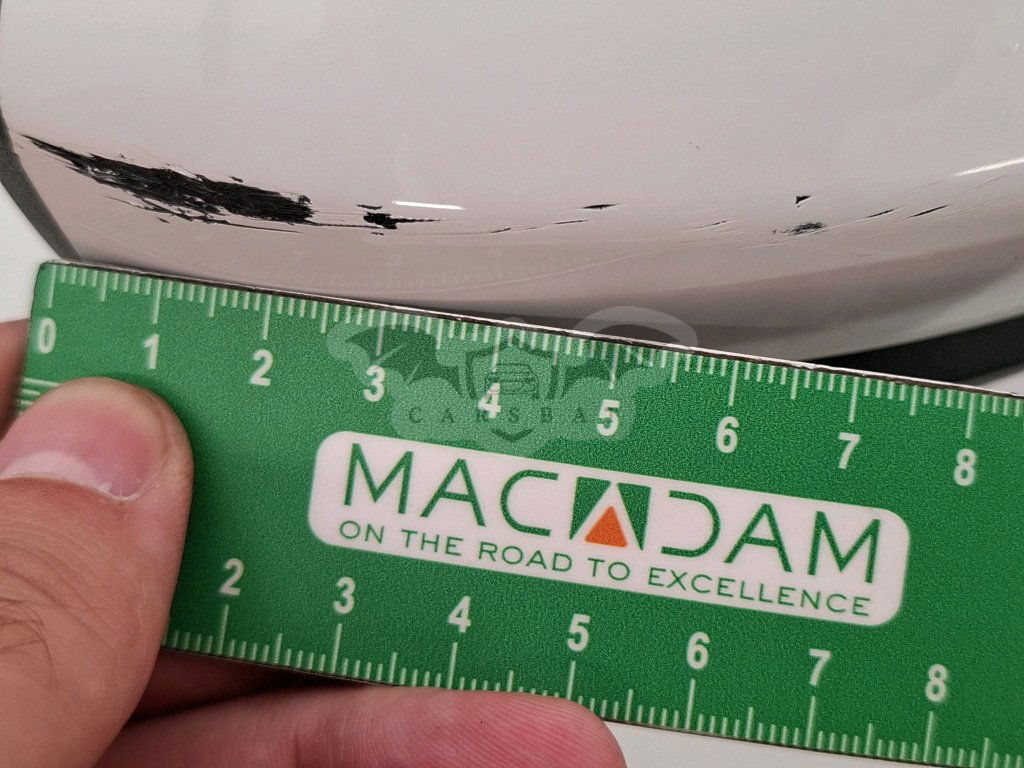 0 1 2 3 4 5 6 7 8
CARSBAT
MACADAM
ON THE ROAD TO EXCELLENCE
2 3 4 5 6 7 8